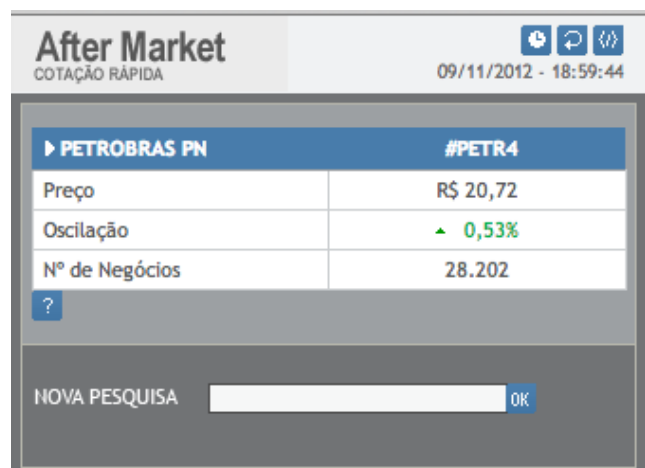 After Market
COTAÇÃO RÁPIDA
09/11/2012 - 18:59:44
PETROBRAS PN #PETR4
Preço R$ 20,72
Oscilação 0,53%
Nº de Negócios 28.202
?
NOVA PESQUISA OK